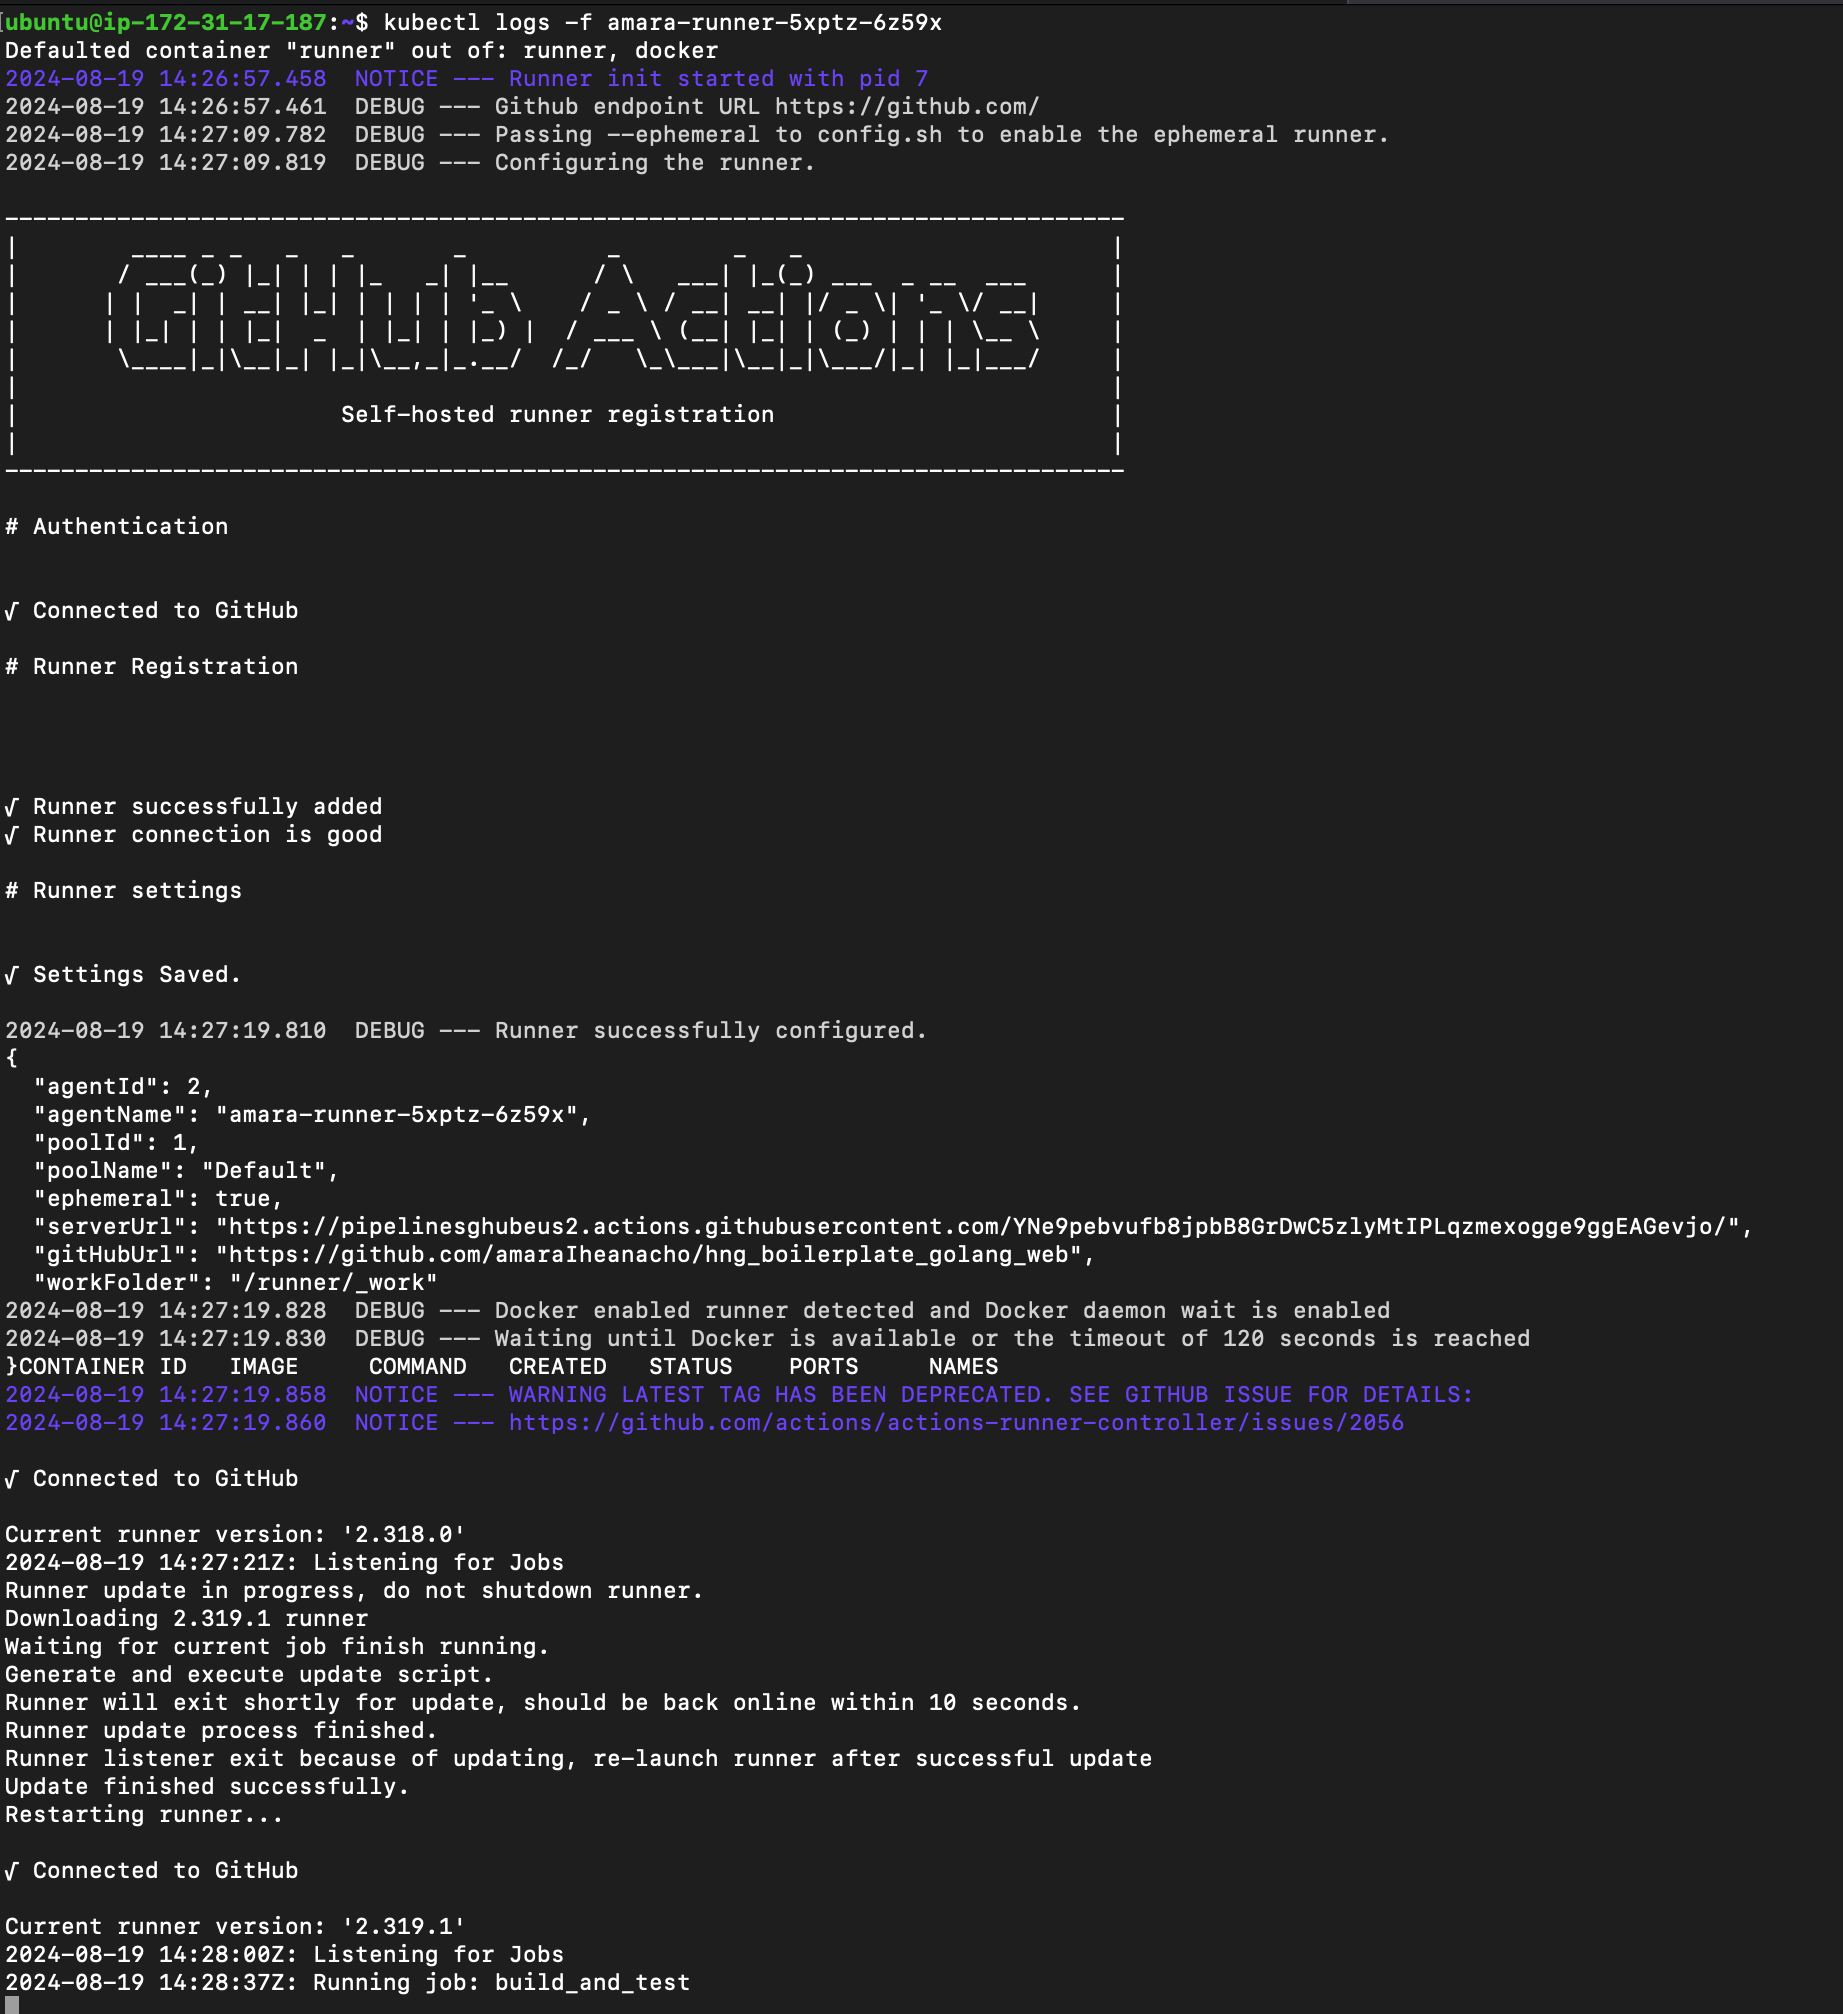 ubuntu@ip-172-31-17-187:~$ kubectl logs -f amara-runner-5xptz-6z59x
Defaulted container "runner" out of: runner, docker
2024-08-19 14:26:57.458  NOTICE --- Runner init started with pid 7
2024-08-19 14:26:57.461  DEBUG --- Github endpoint URL https://github.com/
2024-08-19 14:27:09.782  DEBUG --- Passing --ephemeral to config.sh to enable the ephemeral runner.
2024-08-19 14:27:09.819  DEBUG --- Configuring the runner.
GitHub Actions
Self-hosted runner registration
# Authentication
√ Connected to GitHub
# Runner Registration
√ Runner successfully added
√ Runner connection is good
# Runner settings
√ Settings Saved.
2024-08-19 14:27:19.810  DEBUG --- Runner successfully configured.
{
  "agentId": 2,
  "agentName": "amara-runner-5xptz-6z59x",
  "poolId": 1,
  "poolName": "Default",
  "ephemeral": true,
  "serverUrl": "https://pipelinesghubeus2.actions.githubusercontent.com/YNe9pebvufb8jpbB8GrDwC5zlyMtIPLqzmexogge9ggEAGevjo/",
  "gitHubUrl": "https://github.com/amaraIheanacho/hng_boilerplate_golang_web",
  "workFolder": "/runner/_work"
2024-08-19 14:27:19.828  DEBUG --- Docker enabled runner detected and Docker daemon wait is enabled
2024-08-19 14:27:19.830  DEBUG --- Waiting until Docker is available or the timeout of 120 seconds is reached
}CONTAINER ID   IMAGE     COMMAND   CREATED   STATUS    PORTS     NAMES
2024-08-19 14:27:19.858  NOTICE --- WARNING LATEST TAG HAS BEEN DEPRECATED. SEE GITHUB ISSUE FOR DETAILS:
2024-08-19 14:27:19.860  NOTICE --- https://github.com/actions/actions-runner-controller/issues/2056
√ Connected to GitHub
Current runner version: '2.318.0'
2024-08-19 14:27:21Z: Listening for Jobs
Runner update in progress, do not shutdown runner.
Downloading 2.319.1 runner
Waiting for current job finish running.
Generate and execute update script.
Runner will exit shortly for update, should be back online within 10 seconds.
Runner update process finished.
Runner listener exit because of updating, re-launch runner after successful update
Update finished successfully.
Restarting runner...
√ Connected to GitHub
Current runner version: '2.319.1'
2024-08-19 14:28:00Z: Listening for Jobs
2024-08-19 14:28:37Z: Running job: build_and_test